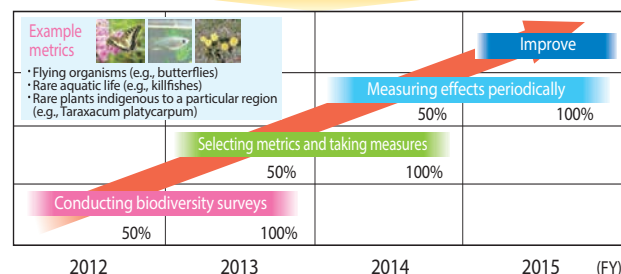 Example
metrics
・Flying organisms (e.g., butterflies)
・Rare aquatic life (e.g., killfishes)
・Rare plants indigenous to a particular region
(e.g., Taraxacum platycarpum)
Improve
Measuring effects periodically
50% 100%
Selecting metrics and taking measures
50% 100%
Conducting biodiversity surveys
50% 100%
2012 2013 2014 2015 (FY)